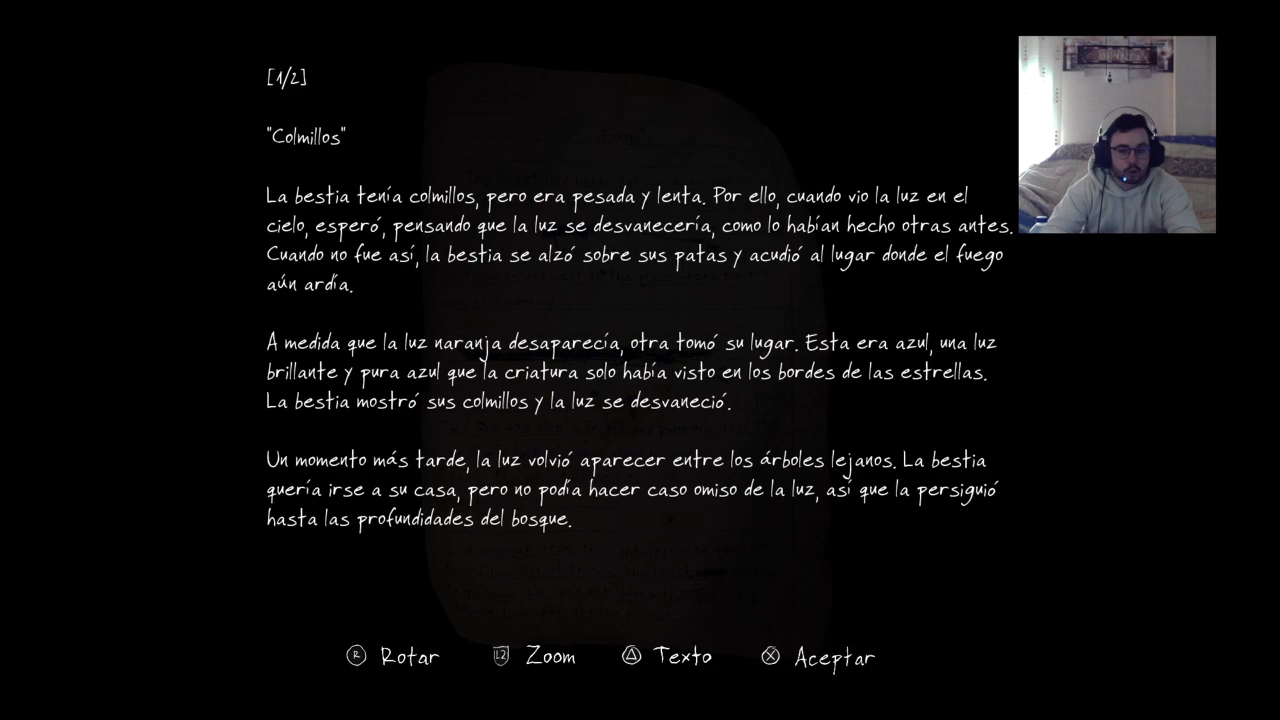 [1/2]
"Colmillos"
La bestia tenía colmillos, pero era pesada y lenta. Por ello, cuando vio la luz en el
cielo, esperó, pensando que la luz se desvanecería, como lo habían hecho otras antes.
Cuando no fue así, la bestia se alzó sobre sus patas y acudió al lugar donde el fuego
aún ardía.
A medida que la luz naranja desaparecía, otra tomó su lugar. Esta era azul, una luz
brillante y pura azul que la criatura solo había visto en los bordes de las estrellas.
La bestia mostró sus colmillos y la luz se desvaneció.
Un momento más tarde, la luz volvió aparecer entre los árboles lejanos. La bestia
quería irse a su casa, pero no podía hacer caso omiso de la luz, así que la persiguió
hasta las profundidades del bosque.
R Rotar L2 Zoom Texto Aceptar